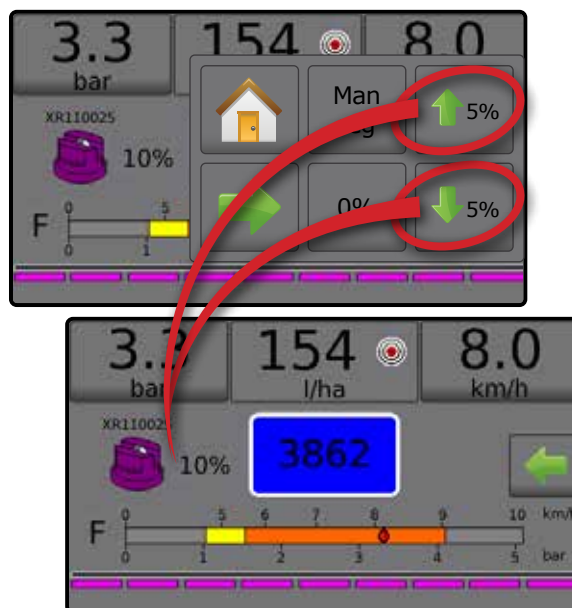 3.3
bar
154
8.0
Man
5%
XR110025
10%
0%
5%
F
0 5
0 1
3.3
bar
154
l/ha
8.0
km/h
XR110025
10%
3862
F
0 5 6 7 8 9 10 km/h
0 1 2 3 4 5 bar